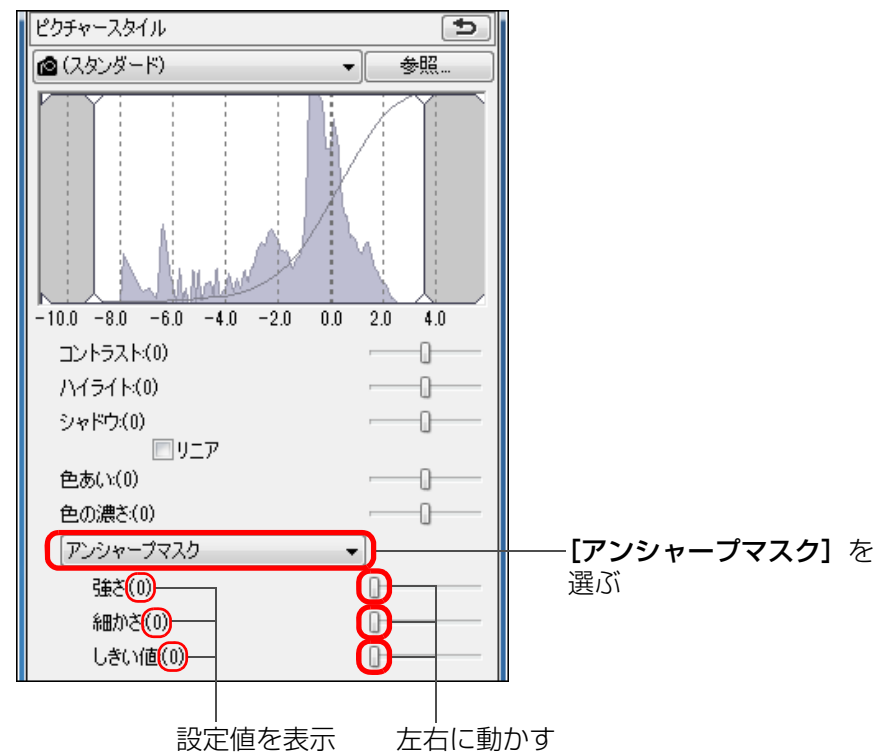 ピクチャースタイル
(スタンダード) 参照...
-10.0 -8.0 -6.0 -4.0 -2.0 0.0 2.0 4.0
コントラスト:(0)
ハイライト:(0)
シャドウ:(0)
リニア
色あい:(0)
色の濃さ:(0)
アンシャープマスク
[アンシャープマスク] を
選ぶ
強さ(0)
細かさ(0)
しきい値(0)
設定値を表示 左右に動かす